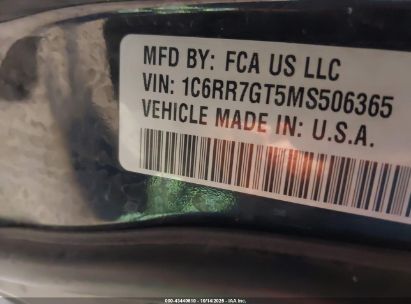 MFD BY: FCA US LLC
VIN: 1C6RR7GT5MS506365
VEHICLE MADE IN: U.S.A.